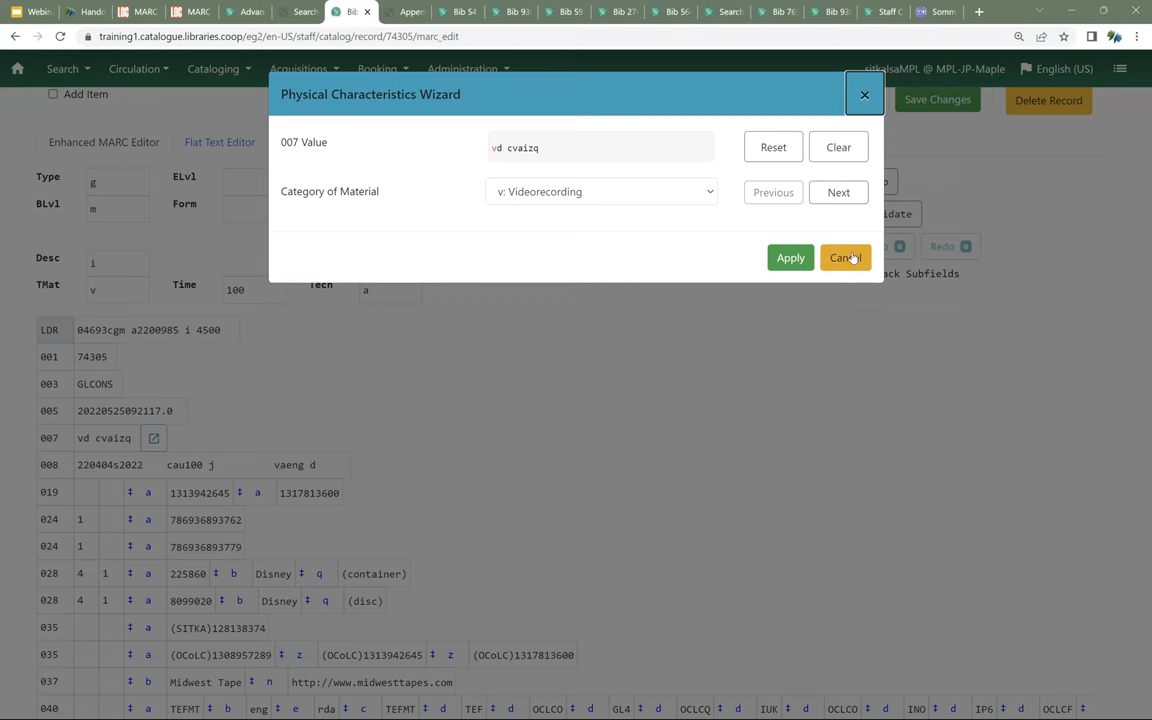 Webin Hando MARC MARC Advan Search Bib Appen Bib 54 Bib 93 Bib 59 Bib 27 Bib 56 Search Bib 76 Bib 93 Staff C Somm
training1.catalogue.libraries.coop/eg2/en-US/staff/catalog/record/74305/marc_edit
Search Circulation Cataloging Acquisitions Booking Administration sitkalsaMPL @ MPL-JP-Maple English (US)
Add Item Save Changes Delete Record
Physical Characteristics Wizard ×
007 Value vd cvaizq Reset Clear
Category of Material v: Videorecording Previous Next
Apply Cancel
Enhanced MARC Editor Flat Text Editor
Type g ELvl
BLvl m Form
Redo 0
Desc i
TMat v Time 100 Tech a
LDR 04693cgm a2200985 i 4500
001 74305
003 GLCONS
005 20220525092117.0
007 vd cvaizq
008 220404s2022 cau100 j vaeng d
019 ‡ a 1313942645 ‡ a 1317813600
024 1 ‡ a 786936893762
024 1 ‡ a 786936893779
028 4 1 ‡ a 225860 ‡ b Disney ‡ q (container)
028 4 1 ‡ a 8099020 ‡ b Disney ‡ q (disc)
035 ‡ a (SITKA)128138374
035 ‡ a (OCoLC)1308957289 ‡ z (OCoLC)1313942645 ‡ z (OCoLC)1317813600
037 ‡ b Midwest Tape ‡ n http://www.midwesttapes.com
040 ‡ a TEFMT ‡ b eng ‡ e rda ‡ c TEFMT ‡ d TEF ‡ d OCLCO ‡ d GL4 ‡ d OCLCQ ‡ d IUK ‡ d OCLCO ‡ d INO ‡ d IP6 ‡ d OCLCF ‡